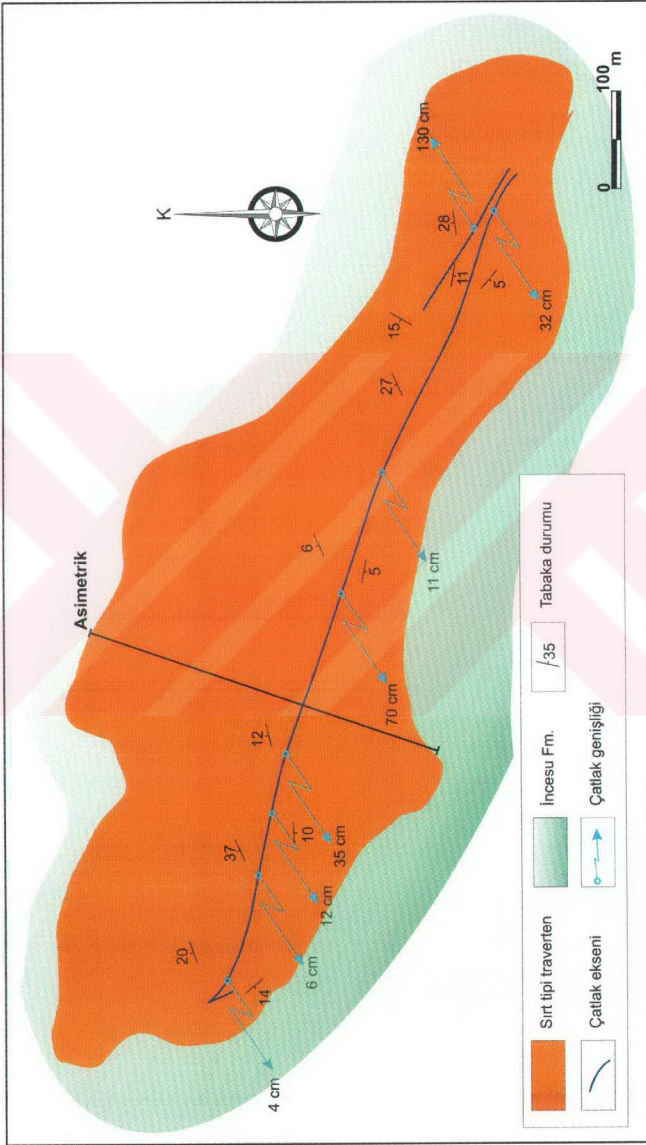 K
Asimetrik
130 cm
28
11
5
15
32 cm
27
6
5
11 cm
70 cm
12
37
10
35 cm
12 cm
20
6 cm
14
4 cm
0 100 m
Sırt tipi traverten
İncesu Fm.
35 Tabaka durumu
Çatlak ekseni
Çatlak genişliği